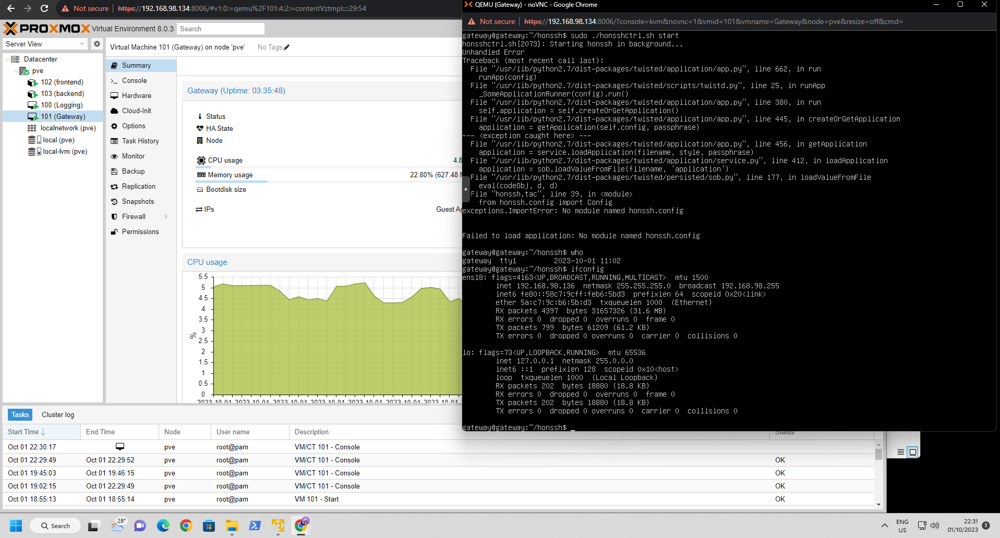 Not secure https://192.168.98.134:8006/#v1:0:=qemu%2F101:4:2:=contentVztmpl::::29:54
PROXMOX Virtual Environment 8.0.3 Search
Server View
Datacenter
pve
102 (frontend)
103 (backend)
100 (Logging)
101 (Gateway)
localnetwork (pve)
local (pve)
local-lvm (pve)
Virtual Machine 101 (Gateway) on node 'pve' No Tags
Summary
Console
Hardware
Cloud-Init
Options
Task History
Monitor
Backup
Replication
Snapshots
Firewall
Permissions
Gateway (Uptime: 03:35:48)
Status
HA State
Node
CPU usage 4.8
Memory usage 22.80% (627.48
Bootdisk size
IPs Guest
CPU usage
5.5
5
4.5
4
3.5
3
2.5
2
1.5
1
0.5
0
%
QEMU (Gateway) - noVNC - Google Chrome
Not secure https://192.168.98.134:8006/?console=kvm&novnc=1&vmid=101&vmname=Gateway&node=pve&resize=off&cmd=
gateway@gateway:~/honssh$ sudo ./honsshctrl.sh start
honsshctrl.sh[2073]: Starting honssh in background...
Unhandled Error
Traceback (most recent call last):
File "/usr/lib/python2.7/dist-packages/twisted/application/app.py", line 662, in run
runApp(config)
File "/usr/lib/python2.7/dist-packages/twisted/scripts/twistd.py", line 25, in runApp
_SomeApplicationRunner(config).run()
File "/usr/lib/python2.7/dist-packages/twisted/application/app.py", line 380, in run
self.application = self.createOrGetApplication()
File "/usr/lib/python2.7/dist-packages/twisted/application/app.py", line 445, in createOrGetApplication
application = getApplication(self.config, passphrase)
--- <exception caught here> ---
File "/usr/lib/python2.7/dist-packages/twisted/application/app.py", line 456, in getApplication
application = service.loadApplication(filename, style, passphrase)
File "/usr/lib/python2.7/dist-packages/twisted/application/service.py", line 412, in loadApplication
application = sob.loadValueFromFile(filename, 'application')
File "/usr/lib/python2.7/dist-packages/twisted/persisted/sob.py", line 177, in loadValueFromFile
eval(codeObj, d, d)
File "honssh.tac", line 39, in <module>
from honssh.config import Config
exceptions.ImportError: No module named honssh.config
Failed to load application: No module named honssh.config
gateway@gateway:~/honssh$ who
gateway tty1 2023-10-01 11:02
gateway@gateway:~/honssh$ ifconfig
ens18: flags=4163<UP,BROADCAST,RUNNING,MULTICAST> mtu 1500
inet 192.168.98.136 netmask 255.255.255.0 broadcast 192.168.98.255
inet6 fe80::58c7:9cff:feb6:5bd3 prefixlen 64 scopeid 0x20<link>
ether 5a:c7:9c:b6:5b:d3 txqueuelen 1000 (Ethernet)
RX packets 4397 bytes 31657326 (31.6 MB)
RX errors 0 dropped 0 overruns 0 frame 0
TX packets 799 bytes 61209 (61.2 KB)
TX errors 0 dropped 0 overruns 0 carrier 0 collisions 0
lo: flags=73<UP,LOOPBACK,RUNNING> mtu 65536
inet 127.0.0.1 netmask 255.0.0.0
inet6 ::1 prefixlen 128 scopeid 0x10<host>
loop txqueuelen 1000 (Local Loopback)
RX packets 202 bytes 18880 (18.8 KB)
RX errors 0 dropped 0 overruns 0 frame 0
TX packets 202 bytes 18880 (18.8 KB)
TX errors 0 dropped 0 overruns 0 carrier 0 collisions 0
gateway@gateway:~/honssh$ _
Tasks Cluster log
Start Time End Time Node User name Description Status
Oct 01 22:30:17 pve root@pam VM/CT 101 - Console
Oct 01 22:29:49 Oct 01 22:29:52 pve root@pam VM/CT 101 - Console OK
Oct 01 19:45:03 Oct 01 19:46:15 pve root@pam VM/CT 101 - Console OK
Oct 01 19:02:15 Oct 01 22:29:49 pve root@pam VM/CT 101 - Console OK
Oct 01 18:55:13 Oct 01 18:55:14 pve root@pam VM 101 - Start OK
Search 28° ENG US 22:31 01/10/2023 3